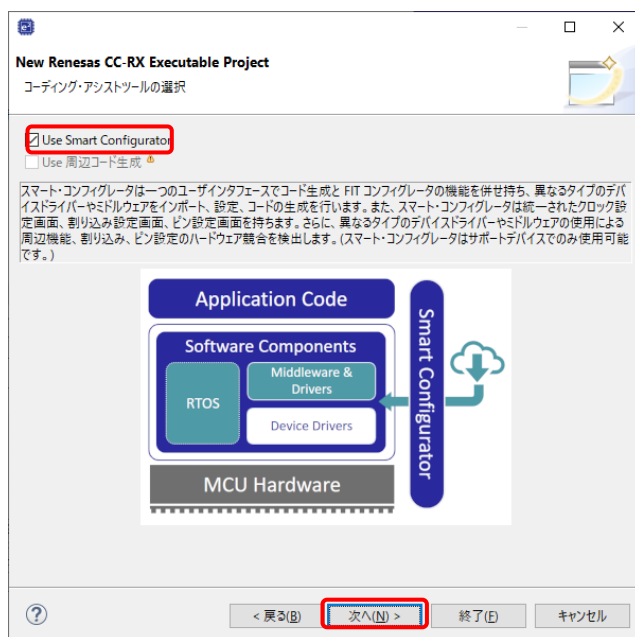 New Renesas CC-RX Executable Project
コーディング・アシストツールの選択
Use Smart Configurator
Use 周辺コード生成
スマート・コンフィグレータは一つのユーザインタフェースでコード生成と FIT コンフィグレータの機能を併せ持ち、異なるタイプのデバ
イスドライバーやミドルウェアをインポート、設定、コードの生成を行います。また、スマート・コンフィグレータは統一されたクロック設
定画面、割り込み設定画面、ピン設定画面を持ちます。さらに、異なるタイプのデバイスドライバーやミドルウェアの使用による
周辺機能、割り込み、ピン設定のハードウェア競合を検出します。(スマート・コンフィグレータはサポートデバイスでのみ使用可能
です。)
Application Code
Software Components
RTOS
Middleware &
Drivers
Device Drivers
MCU Hardware
Smart Configurator
< 戻る(B)
次へ(N) >
終了(F)
キャンセル